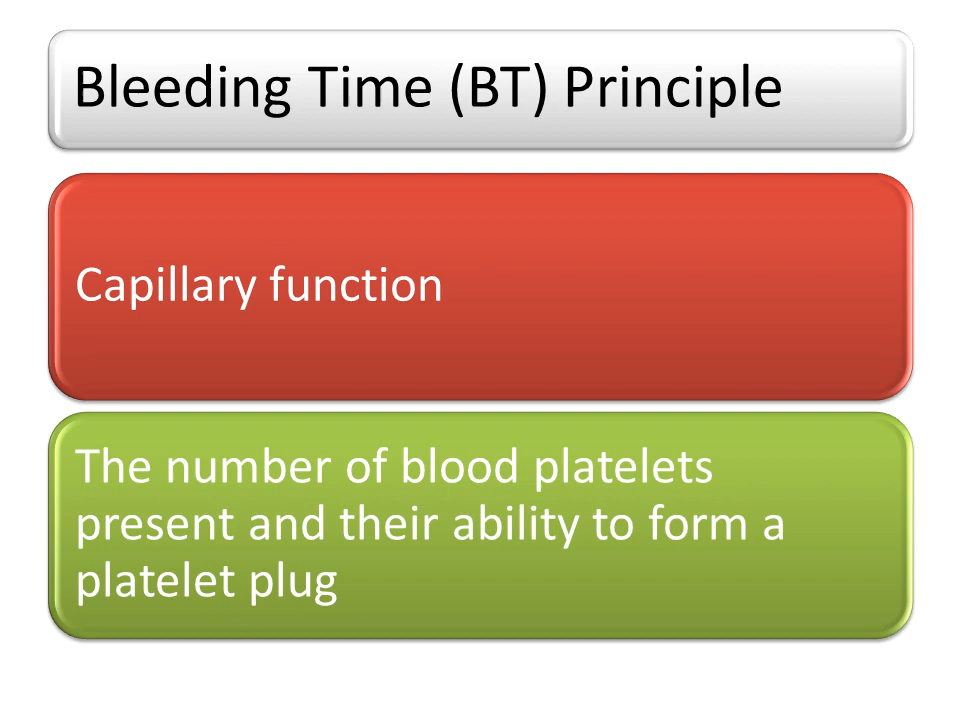 Bleeding Time (BT) Principle
Capillary function
The number of blood platelets
present and their ability to form a
platelet plug